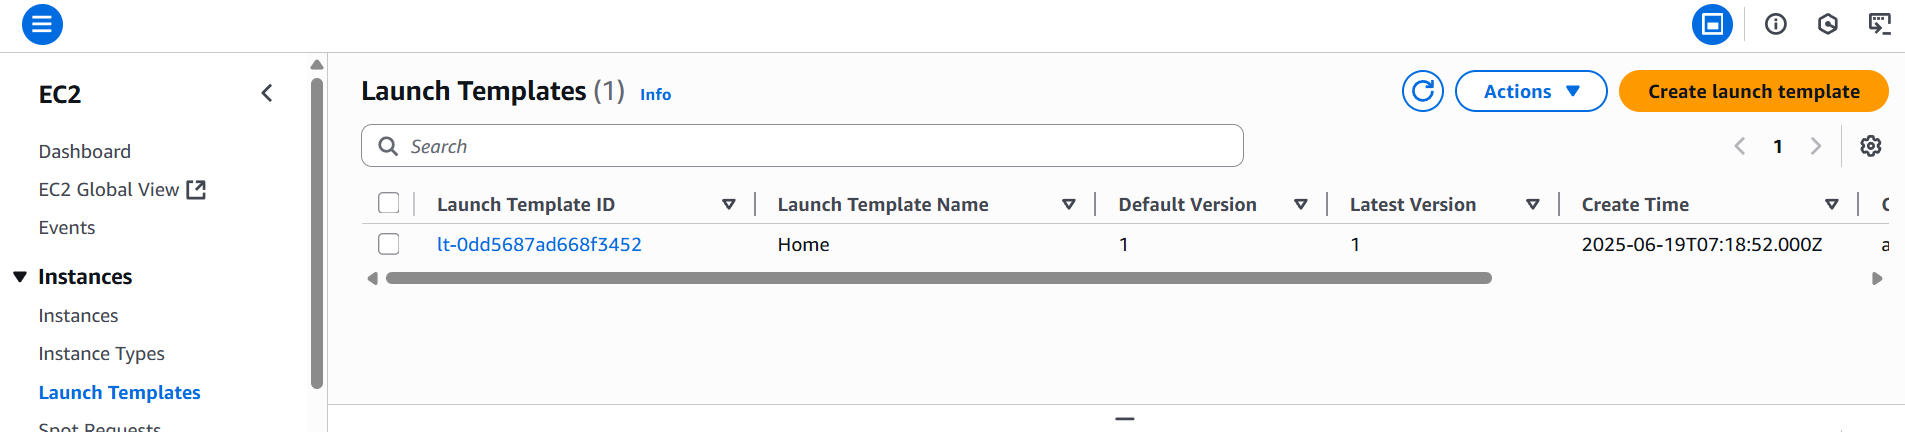 EC2
Dashboard
EC2 Global View
Events
Instances
Instances
Instance Types
Launch Templates
Spot Requests
Launch Templates (1) Info
Actions
Create launch template
Search
1
Launch Template ID Launch Template Name Default Version Latest Version Create Time
lt-0dd5687ad668f3452 Home 1 1 2025-06-19T07:18:52.000Z